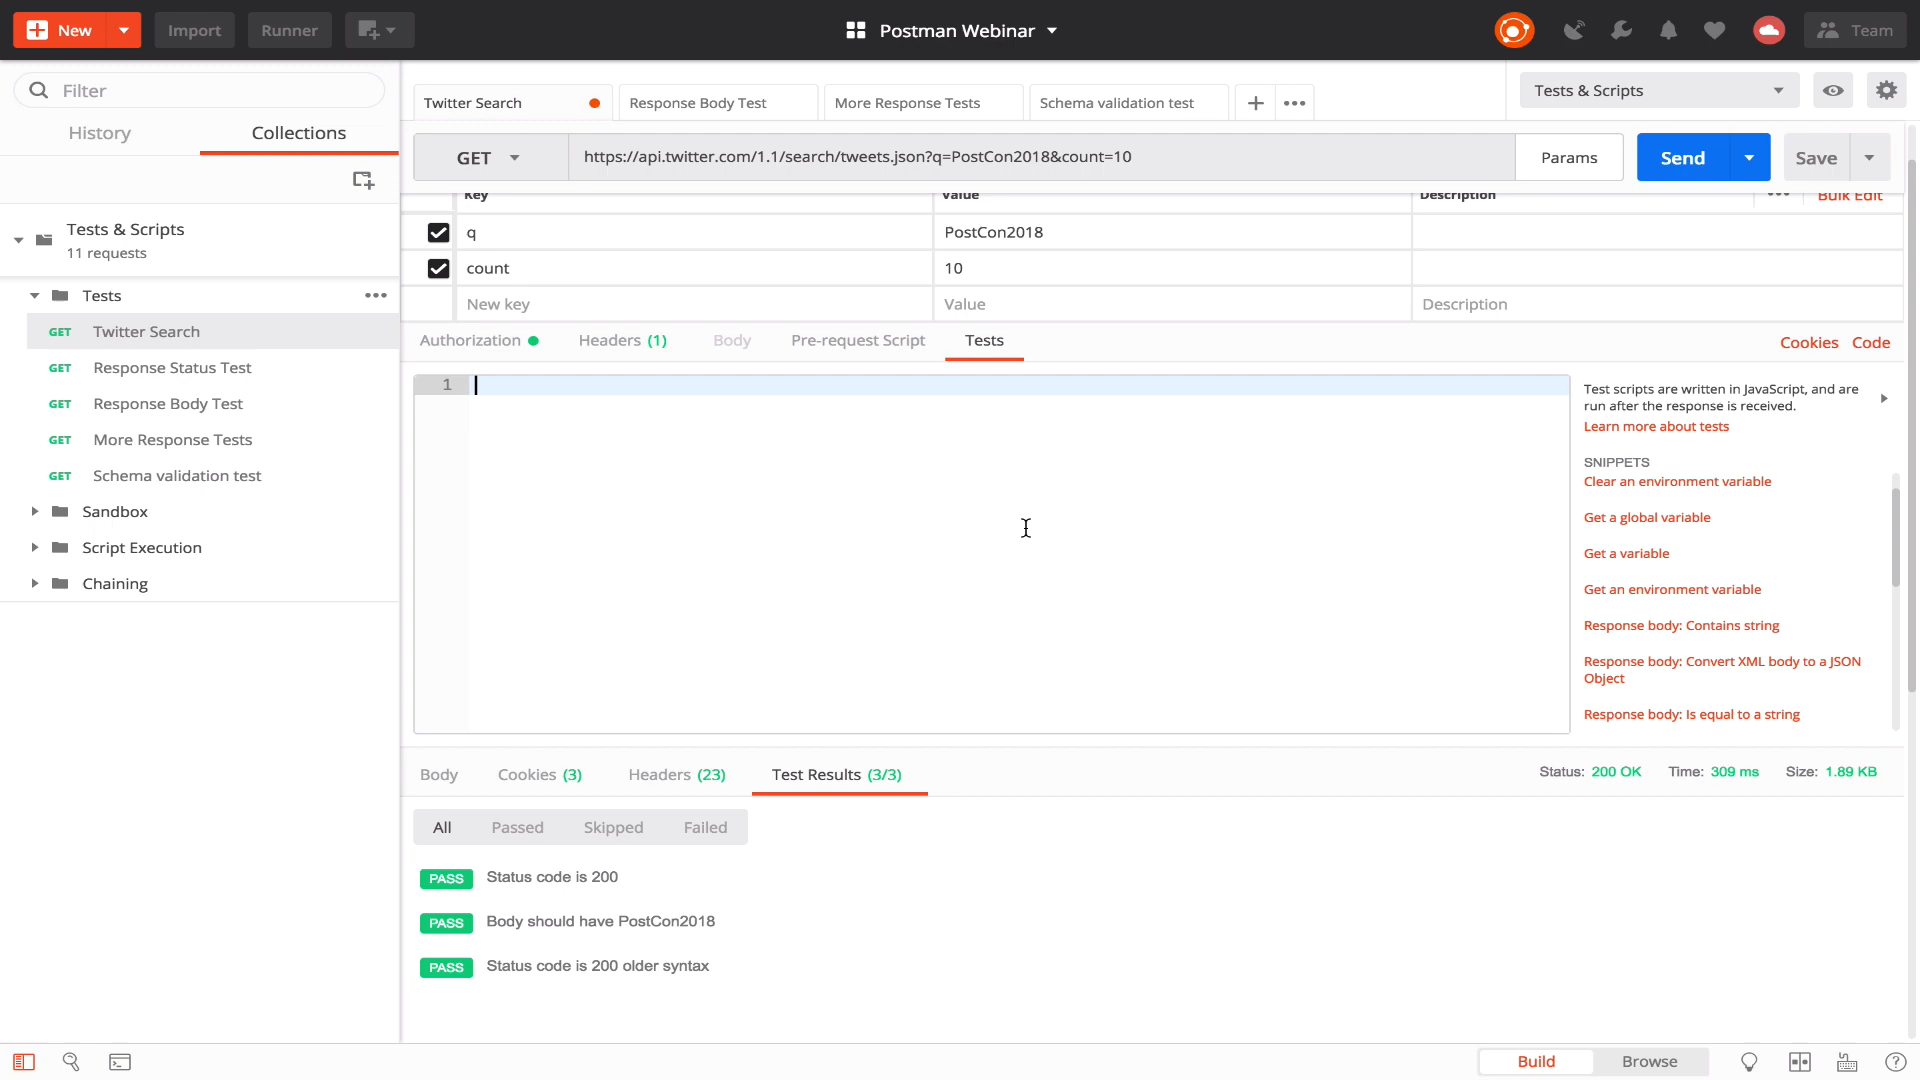 New
Import
Runner
Postman Webinar
Team
Filter
History
Collections
Tests & Scripts
11 requests
Tests
GET Twitter Search
GET Response Status Test
GET Response Body Test
GET More Response Tests
GET Schema validation test
Sandbox
Script Execution
Chaining
Twitter Search
Response Body Test
More Response Tests
Schema validation test
Tests & Scripts
GET
https://api.twitter.com/1.1/search/tweets.json?q=PostCon2018&count=10
Params
Send
Save
Key Value Description Bulk Edit
q PostCon2018
count 10
New key Value Description
Authorization Headers (1) Body Pre-request Script Tests
Cookies Code
1
Test scripts are written in JavaScript, and are
run after the response is received.
Learn more about tests
SNIPPETS
Clear an environment variable
Get a global variable
Get a variable
Get an environment variable
Response body: Contains string
Response body: Convert XML body to a JSON
Object
Response body: Is equal to a string
Body Cookies (3) Headers (23) Test Results (3/3)
Status: 200 OK Time: 309 ms Size: 1.89 KB
All Passed Skipped Failed
PASS Status code is 200
PASS Body should have PostCon2018
PASS Status code is 200 older syntax
Build Browse